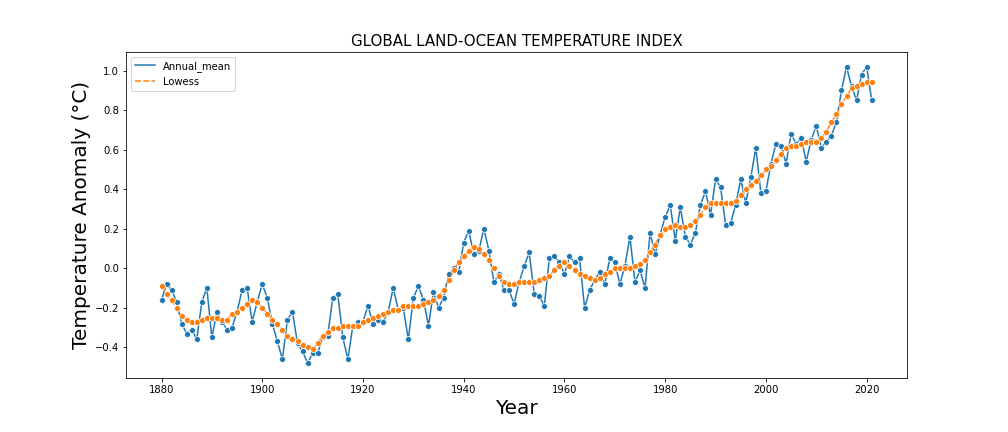 GLOBAL LAND-OCEAN TEMPERATURE INDEX
Annual_mean
Lowess
Temperature Anomaly (°C)
1.0
0.8
0.6
0.4
0.2
0.0
−0.2
−0.4
1880 1900 1920 1940 1960 1980 2000 2020
Year